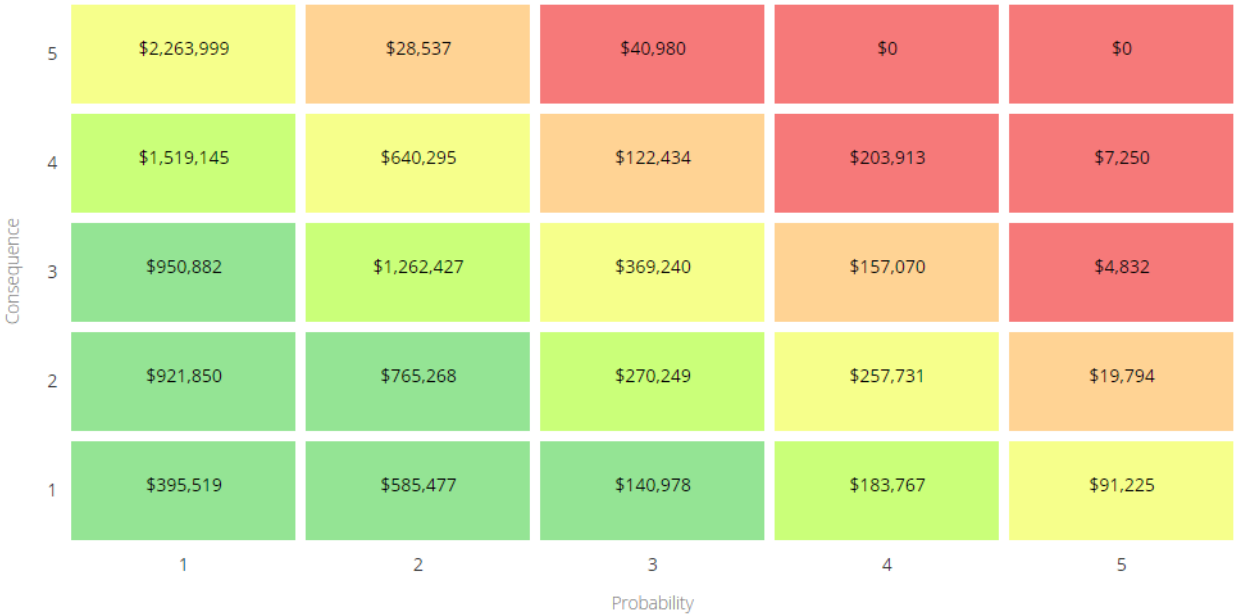 5 $2,263,999 $28,537 $40,980 $0 $0
4 $1,519,145 $640,295 $122,434 $203,913 $7,250
Consequence
3 $950,882 $1,262,427 $369,240 $157,070 $4,832
2 $921,850 $765,268 $270,249 $257,731 $19,794
1 $395,519 $585,477 $140,978 $183,767 $91,225
1 2 3 4 5
Probability